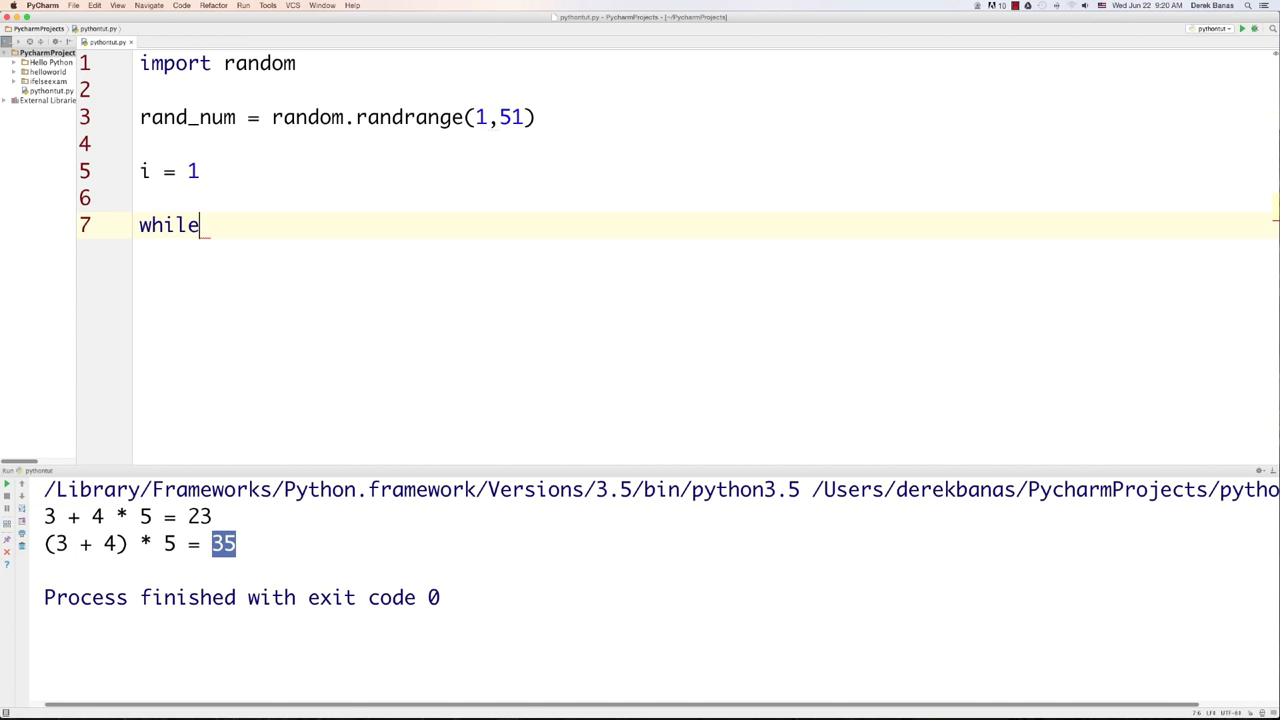 PyCharm File Edit View Navigate Code Refactor Run Tools VCS Window Help 10 Wed Jun 22 9:20 AM Derek Banas
pythontut.py - PycharmProjects - [~/PycharmProjects]
PycharmProjects pythontut.py pythontut
pythontut.py ×
PycharmProject
Hello Python
helloworld
ifelseexam
pythontut.py
External Librarie
1 import random
2
3 rand_num = random.randrange(1,51)
4
5 i = 1
6
7 while
Run pythontut
/Library/Frameworks/Python.framework/Versions/3.5/bin/python3.5 /Users/derekbanas/PycharmProjects/pytho
3 + 4 * 5 = 23
(3 + 4) * 5 = 35
Process finished with exit code 0
7:6 LF÷ UTF-8÷